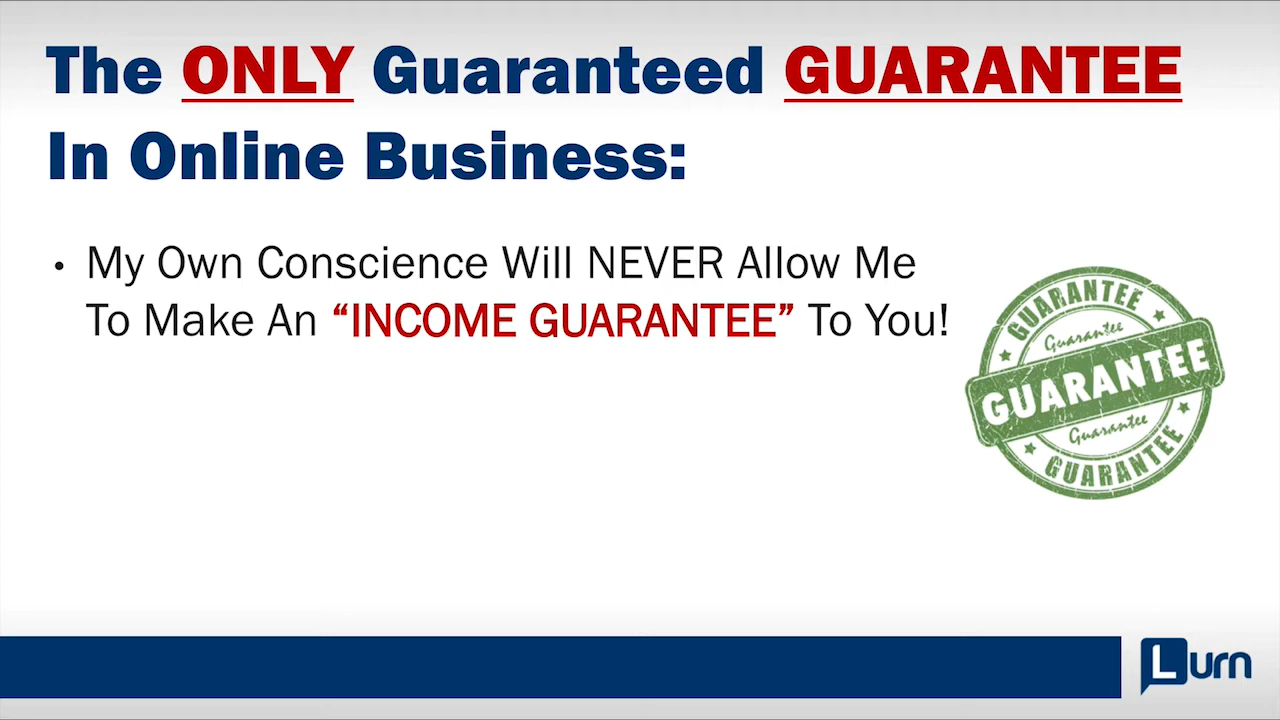 The ONLY Guaranteed GUARANTEE
In Online Business:
• My Own Conscience Will NEVER Allow Me
To Make An “INCOME GUARANTEE” To You!
GUARANTEE
Guarantee
GUARANTEE
Guarantee
GUARANTEE
Lurn